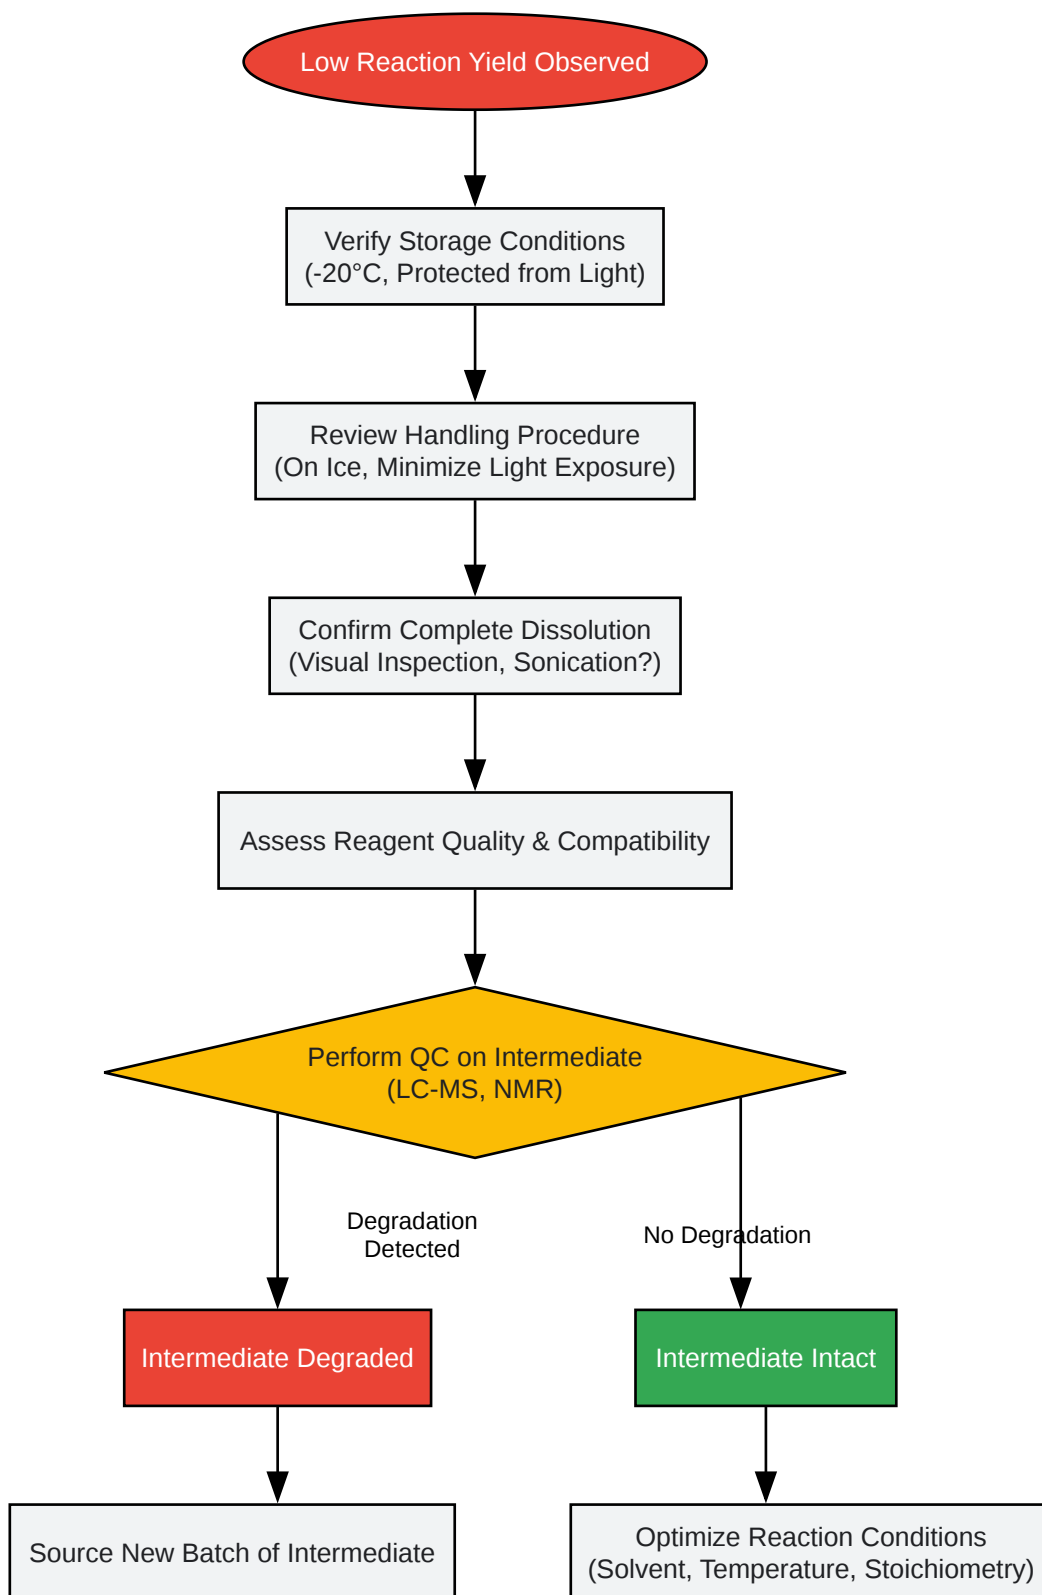 Low Reaction Yield Observed
Verify Storage Conditions
(-20°C, Protected from Light)
Review Handling Procedure
(On Ice, Minimize Light Exposure)
Confirm Complete Dissolution
(Visual Inspection, Sonication?)
Assess Reagent Quality & Compatibility
Perform QC on Intermediate
(LC-MS, NMR)
Degradation
Detected
No Degradation
Intermediate Degraded
Intermediate Intact
Source New Batch of Intermediate
Optimize Reaction Conditions
(Solvent, Temperature, Stoichiometry)